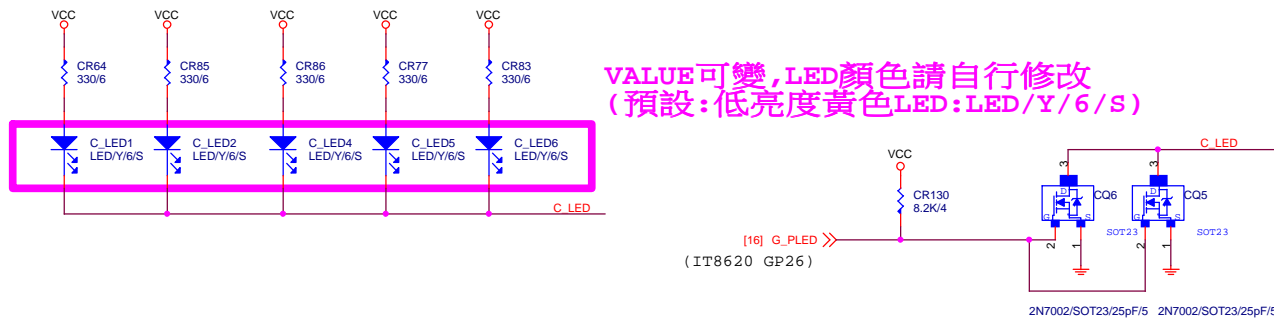 VCC
VCC
VCC
VCC
VCC
CR64
330/6
CR85
330/6
CR86
330/6
CR77
330/6
CR83
330/6
VALUE可變,LED顏色請自行修改
(預設:低亮度黃色LED:LED/Y/6/S)
C_LED1
LED/Y/6/S
C_LED2
LED/Y/6/S
C_LED4
LED/Y/6/S
C_LED5
LED/Y/6/S
C_LED6
LED/Y/6/S
C_LED
VCC
CR130
8.2K/4
[16] G_PLED
(IT8620 GP26)
C_LED
3
D
G
S
CQ6
SOT23
2
1
3
D
G
S
CQ5
SOT23
2
1
2N7002/SOT23/25pF/5
2N7002/SOT23/25pF/5